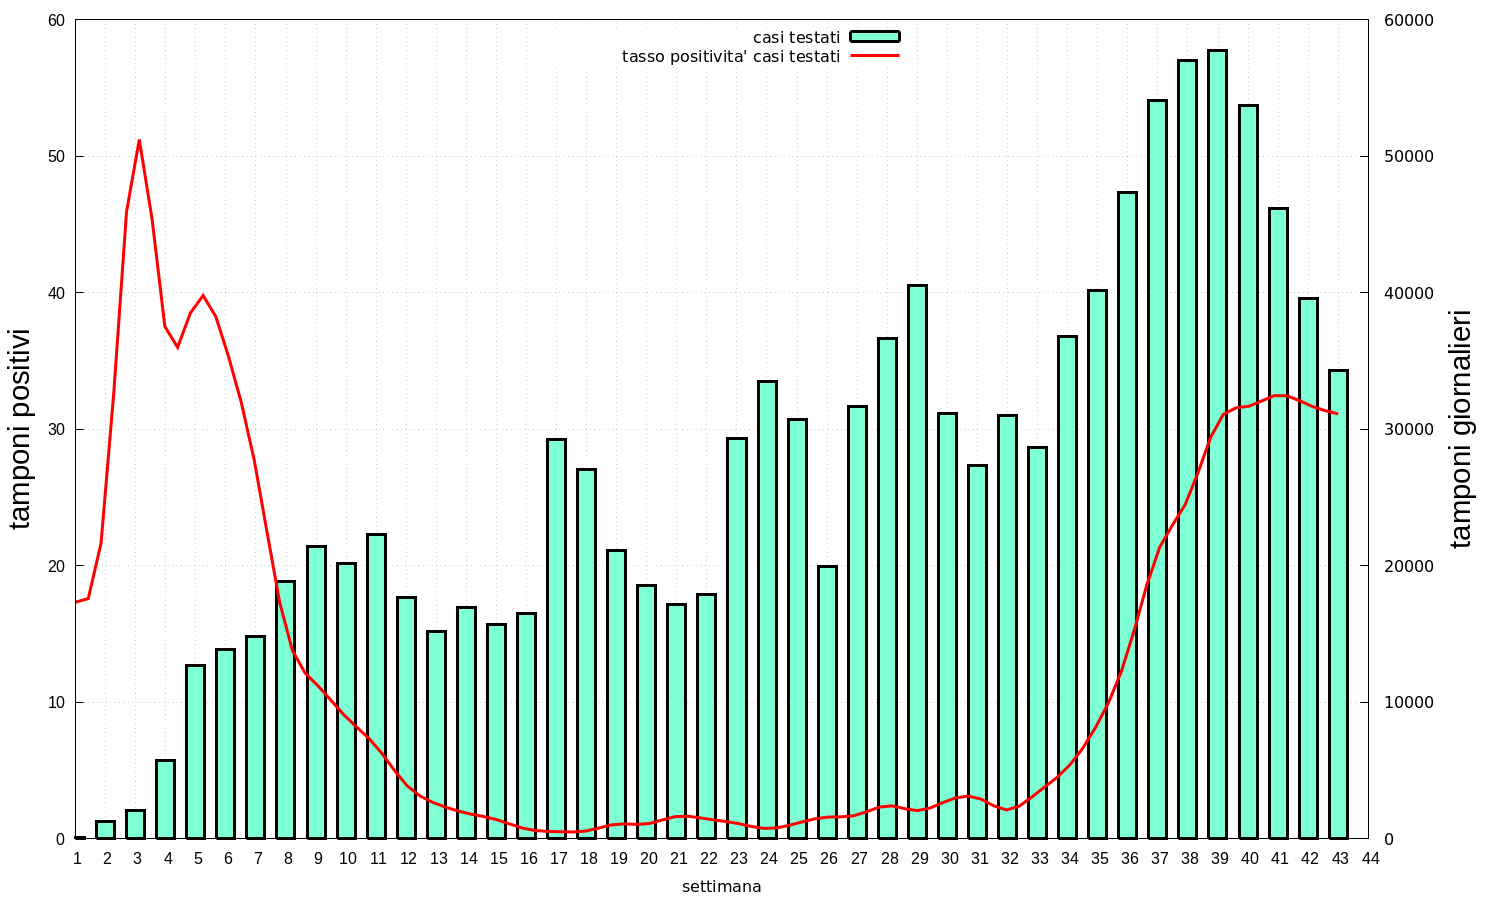 casi testati
tasso positivita' casi testati
60
50
40
30
20
10
0
tamponi positivi
60000
50000
40000
30000
20000
10000
0
tamponi giornalieri
1 2 3 4 5 6 7 8 9 10 11 12 13 14 15 16 17 18 19 20 21 22 23 24 25 26 27 28 29 30 31 32 33 34 35 36 37 38 39 40 41 42 43 44
settimana